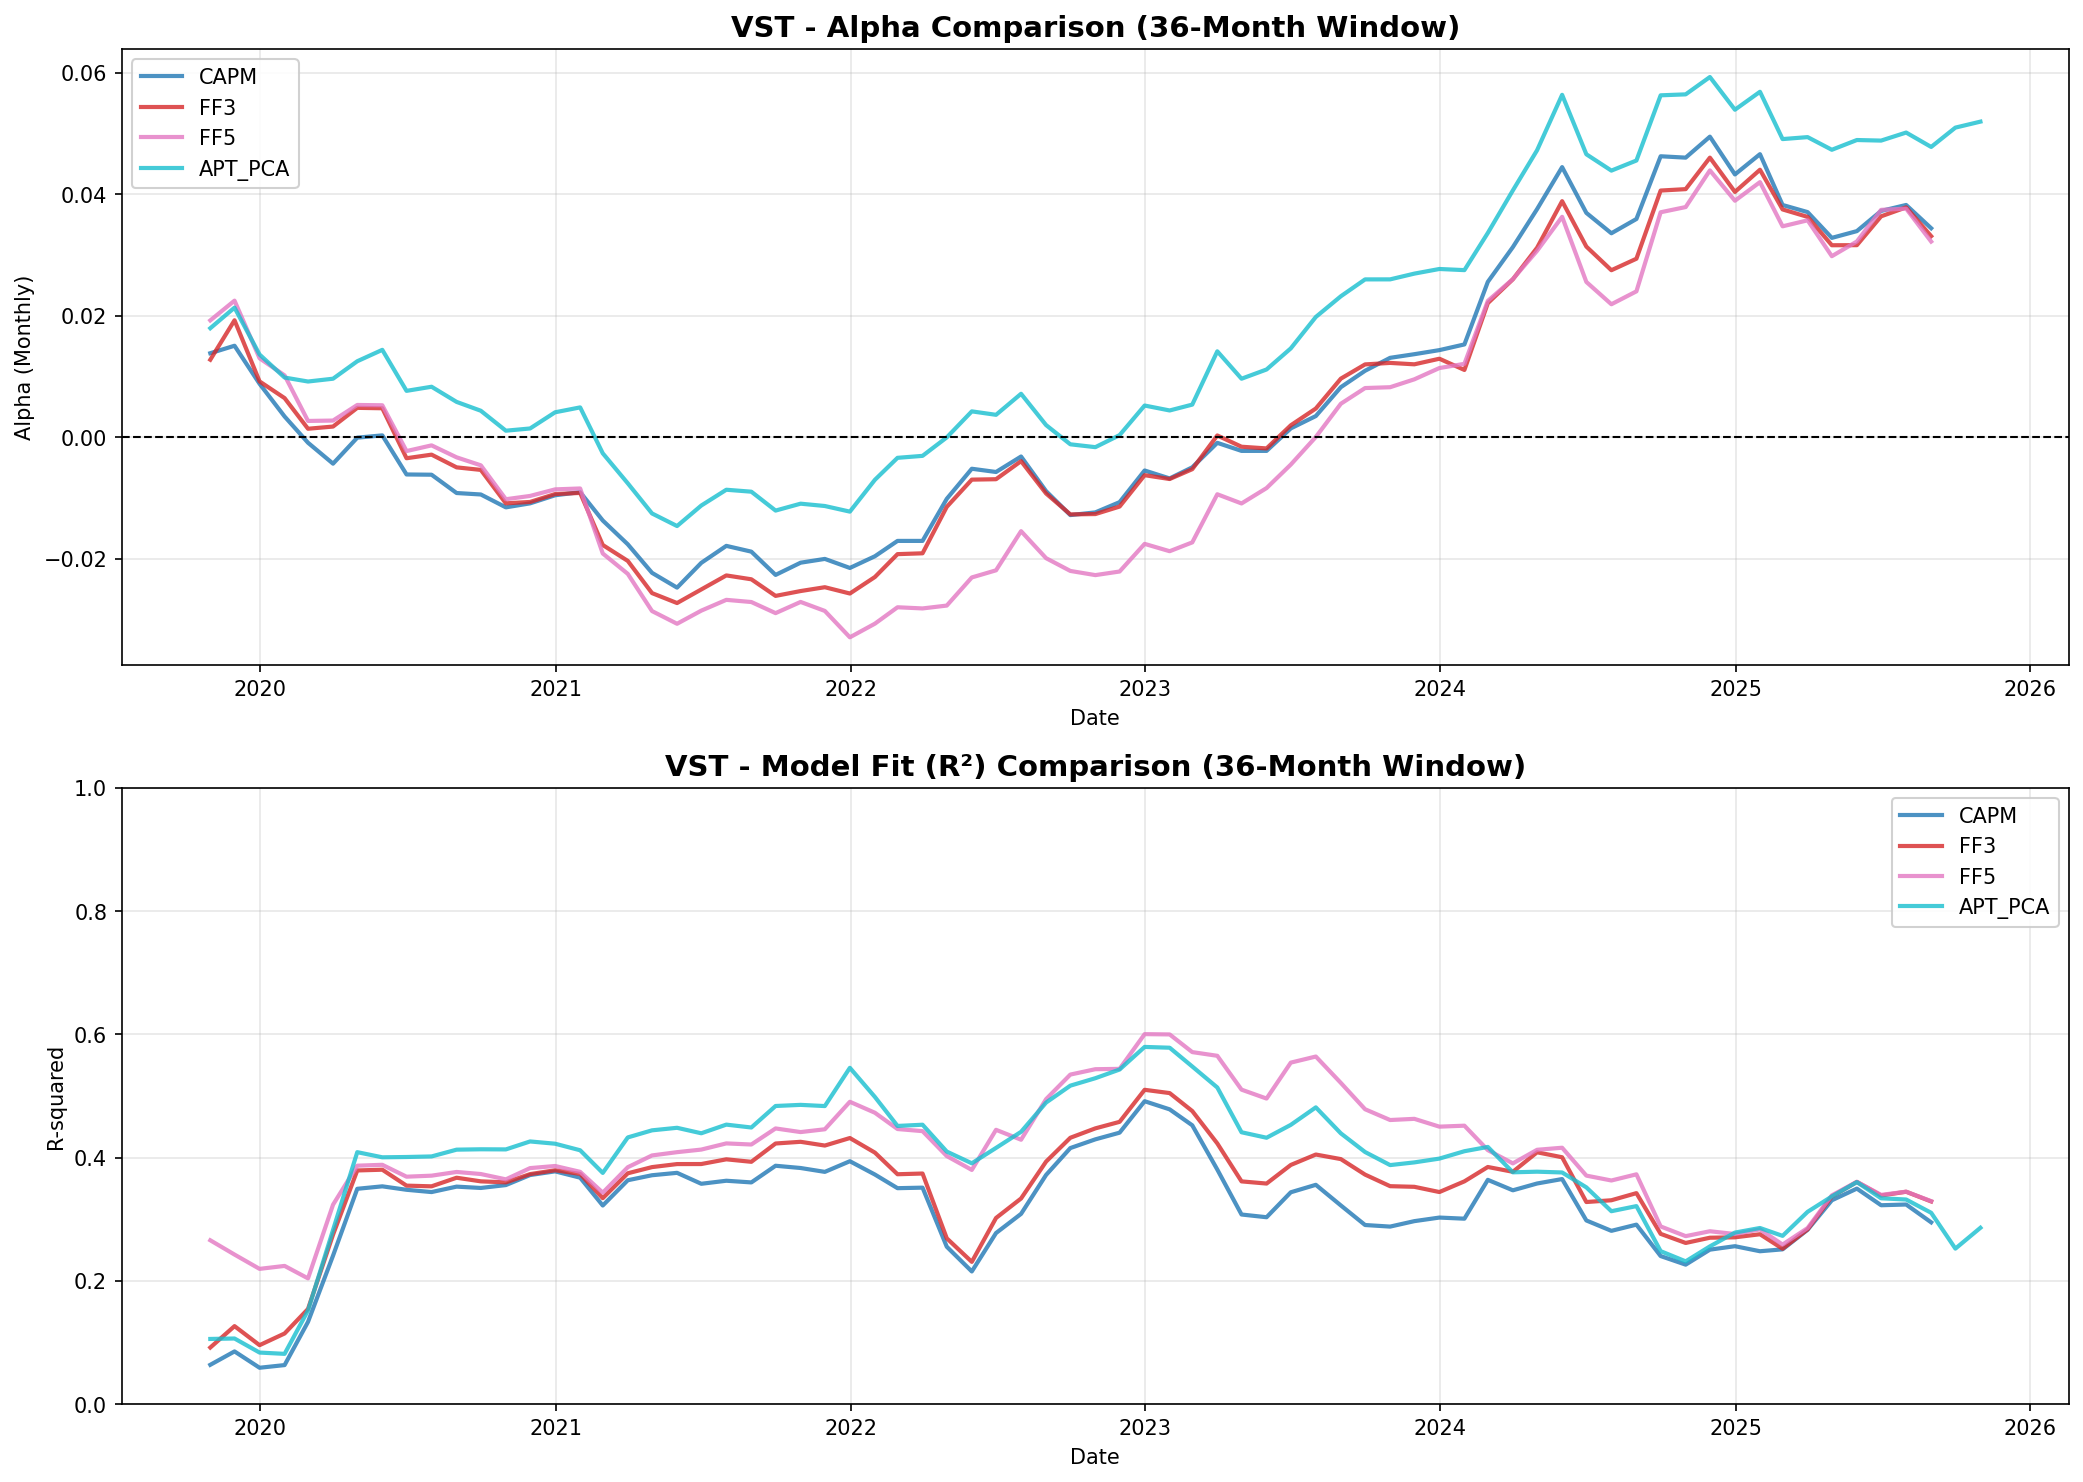 VST - Alpha Comparison (36-Month Window)
CAPM
FF3
FF5
APT_PCA
Alpha (Monthly)
0.06
0.04
0.02
0.00
−0.02
2020 2021 2022 2023 2024 2025 2026
Date
VST - Model Fit (R²) Comparison (36-Month Window)
CAPM
FF3
FF5
APT_PCA
R-squared
1.0
0.8
0.6
0.4
0.2
0.0
2020 2021 2022 2023 2024 2025 2026
Date